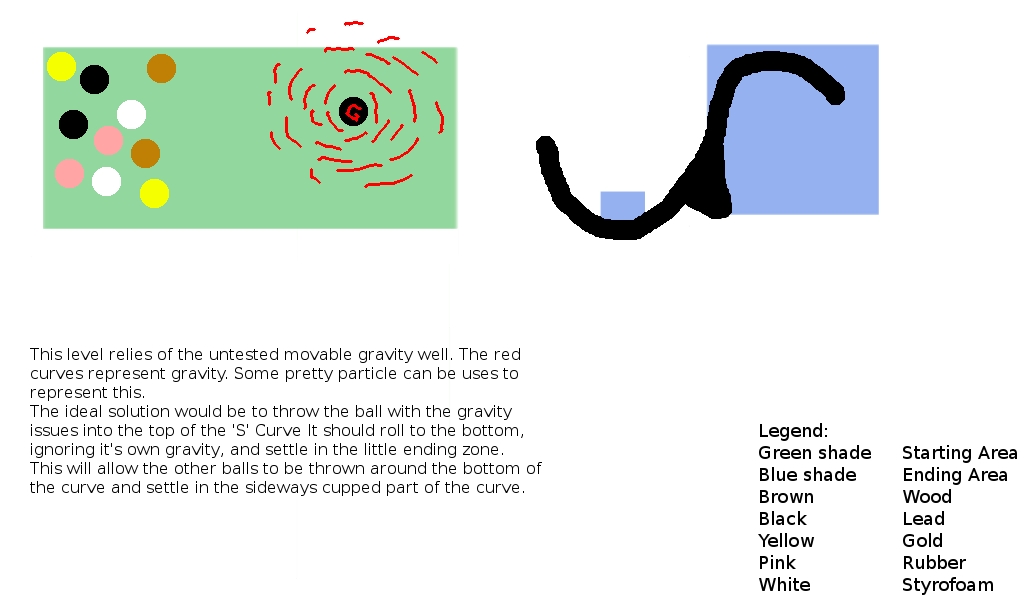 G
This level relies of the untested movable gravity well. The red
curves represent gravity. Some pretty particle can be uses to
represent this.
The ideal solution would be to throw the ball with the gravity
issues into the top of the 'S' Curve It should roll to the bottom,
ignoring it's own gravity, and settle in the little ending zone.
This will allow the other balls to be thrown around the bottom of
the curve and settle in the sideways cupped part of the curve.
Legend:
Green shade Starting Area
Blue shade Ending Area
Brown Wood
Black Lead
Yellow Gold
Pink Rubber
White Styrofoam